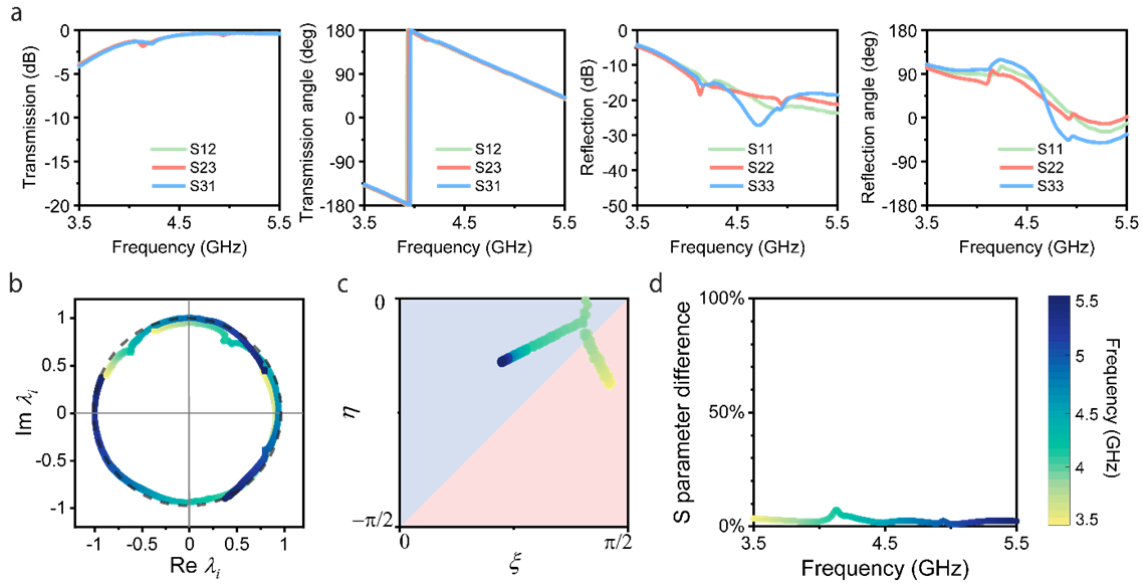 a
Transmission (dB)
0
-5
-10
-15
-20
S12
S23
S31
3.5
4.5
5.5
Frequency (GHz)
Transmission angle (deg)
180
90
0
-90
-180
S12
S23
S31
3.5
4.5
5.5
Frequency (GHz)
Reflection (dB)
0
-10
-20
-30
-40
-50
S11
S22
S33
3.5
4.5
5.5
Frequency (GHz)
Reflection angle (deg)
180
90
0
-90
-180
S11
S22
S33
3.5
4.5
5.5
Frequency (GHz)
b
Im λi
1
0.5
0
-0.5
-1
-1
-0.5
0
0.5
1
Re λi
c
0
η
−π/2
0
π/2
ξ
d
S parameter difference
100%
50%
0%
3.5
4.5
5.5
Frequency (GHz)
5.5
5
4.5
4
3.5
Frequency (GHz)